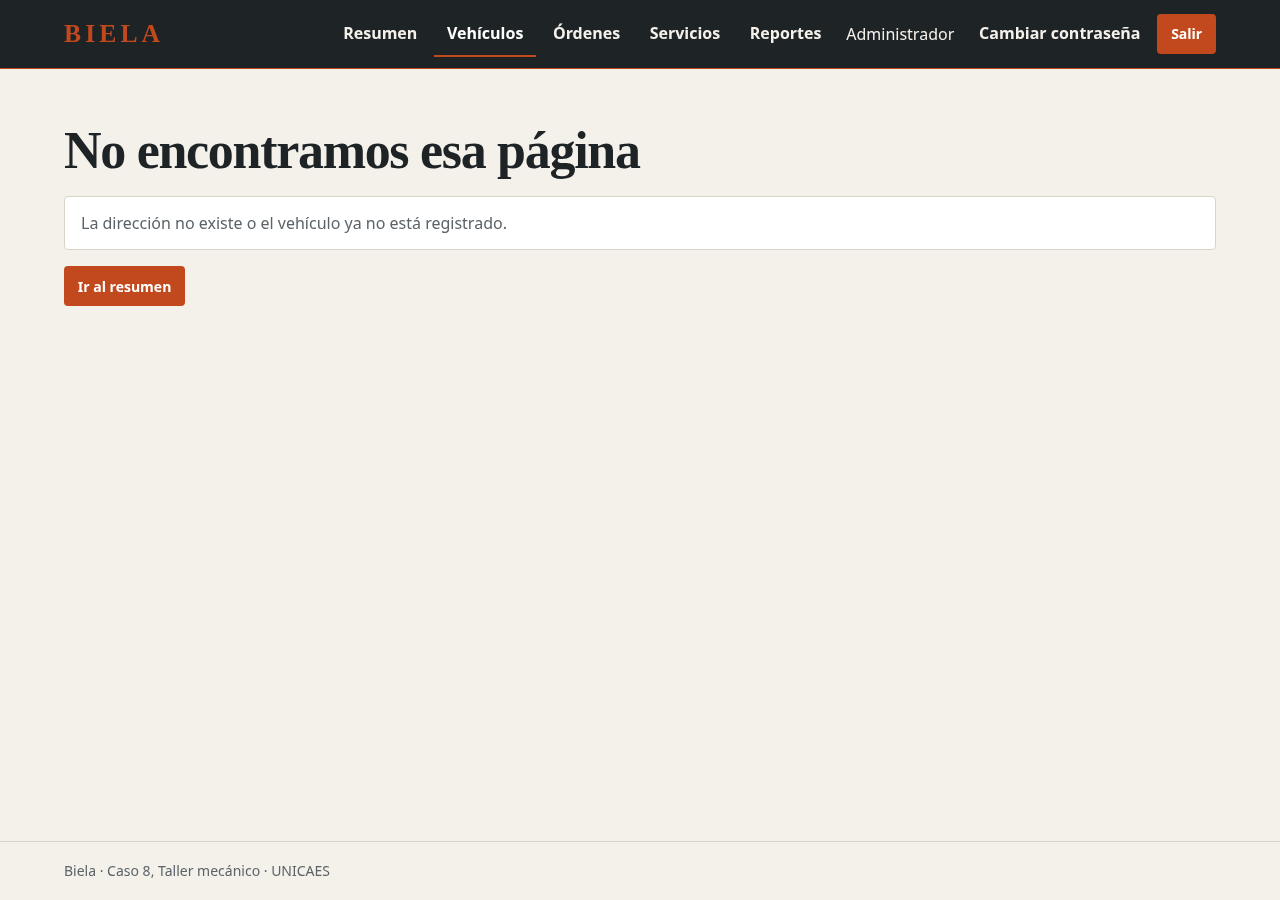 BIELA
Resumen Vehículos Órdenes Servicios Reportes Administrador Cambiar contraseña Salir
No encontramos esa página
La dirección no existe o el vehículo ya no está registrado.
Ir al resumen
Biela · Caso 8, Taller mecánico · UNICAES